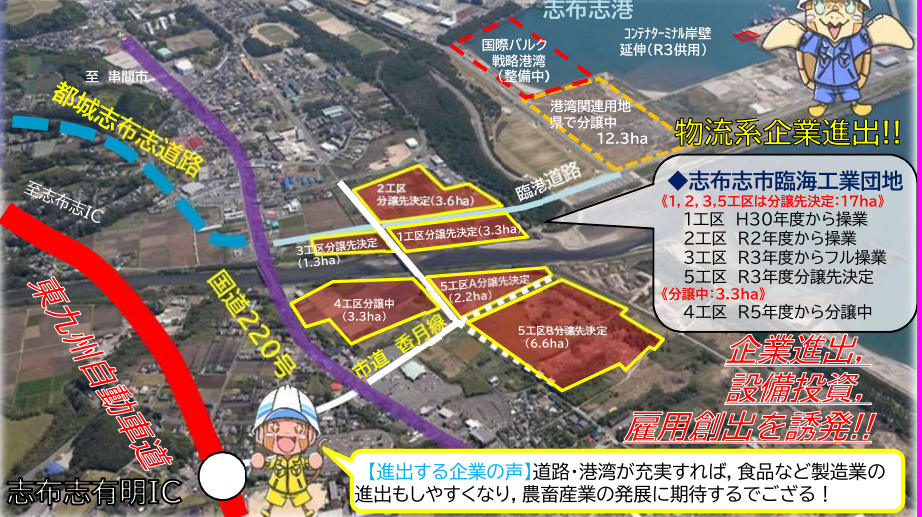 志布志港
国際バルク
戦略港湾
(整備中)
コンテナターミナル岸壁
延伸(R3供用)
至 串間市
都城志布志道路
港湾関連用地
県で分譲中
12.3ha
物流系企業進出!!
至志布志IC
臨港道路
2工区
分譲先決定(3.6ha)
1工区分譲先決定(3.3ha)
3工区分譲先決定
(1.3ha)
5工区A分譲先決定
(2.2ha)
4工区分譲中
(3.3ha)
5工区B分譲先決定
(6.6ha)
◆志布志市臨海工業団地
《1, 2, 3,5工区は分譲先決定:17ha》
1工区 H30年度から操業
2工区 R2年度から操業
3工区 R3年度からフル操業
5工区 R3年度分譲先決定
《分譲中:3.3ha》
4工区 R5年度から分譲中
国道220号
市道 香月線
東九州自動車道
企業進出,
設備投資,
雇用創出を誘発!!
志布志有明IC
【進出する企業の声】道路・港湾が充実すれば, 食品など製造業の
進出もしやすくなり, 農畜産業の発展に期待するでござる!